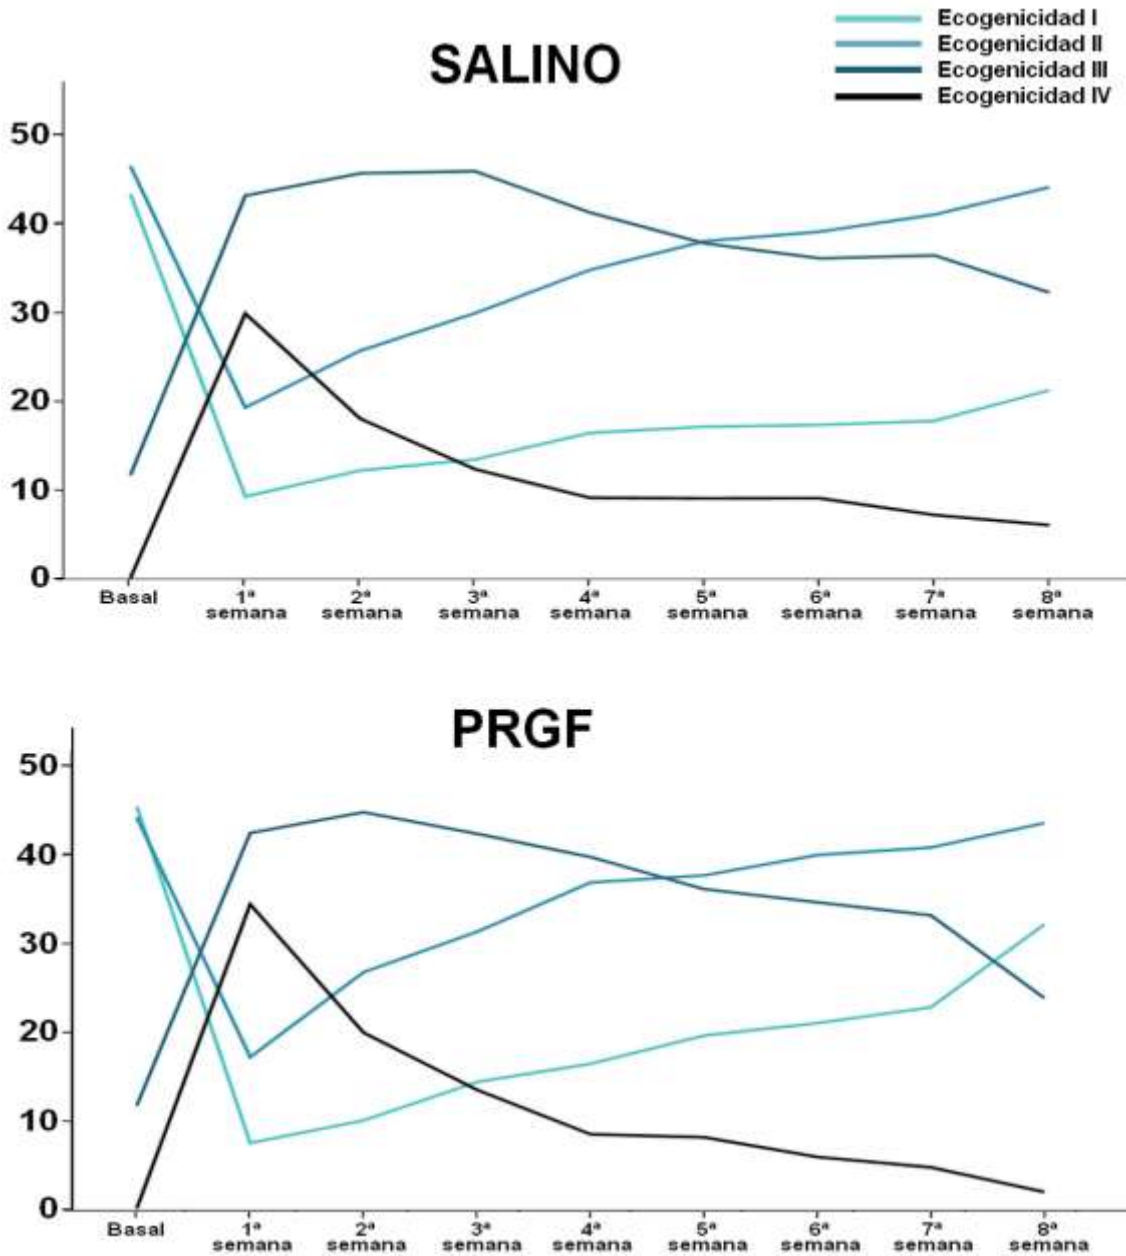 Ecogenicidad I
Ecogenicidad II
Ecogenicidad III
Ecogenicidad IV
SALINO
50
40
30
20
10
0
Basal 1ª semana 2ª semana 3ª semana 4ª semana 5ª semana 6ª semana 7ª semana 8ª semana
PRGF
50
40
30
20
10
0
Basal 1ª semana 2ª semana 3ª semana 4ª semana 5ª semana 6ª semana 7ª semana 8ª semana